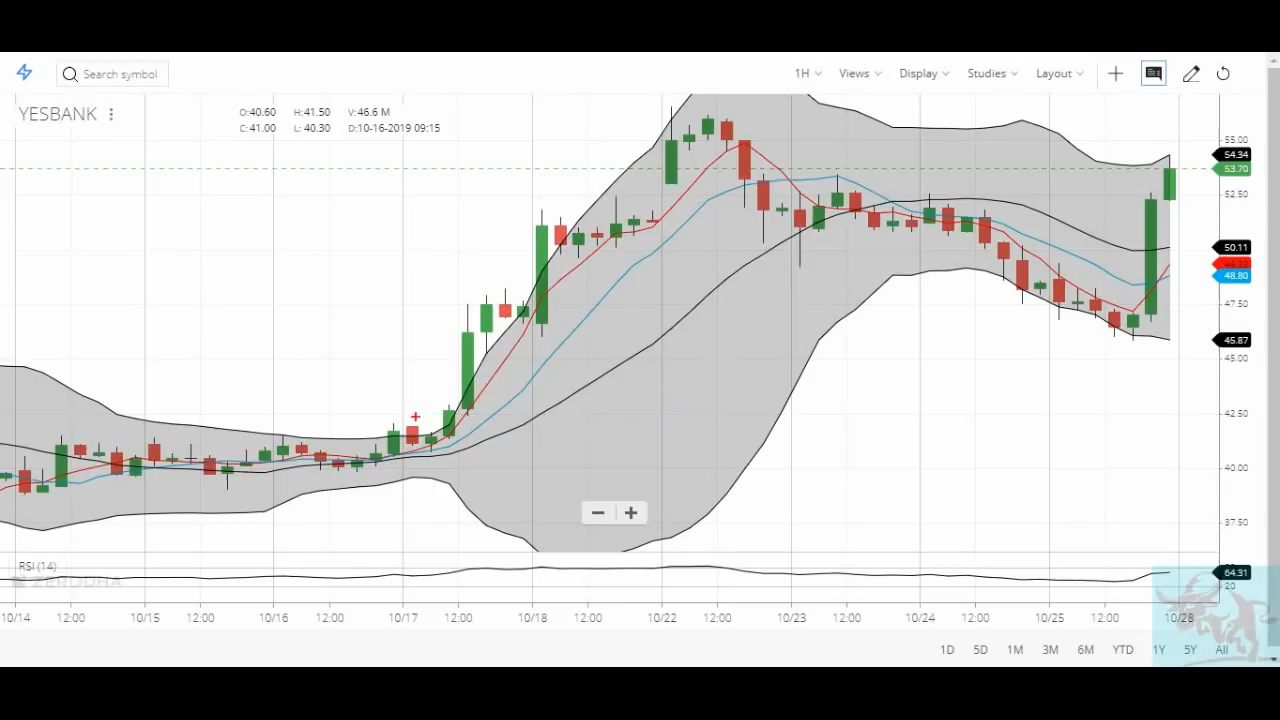 Search symbol 1H Views Display Studies Layout
YESBANK
O:40.60 H:41.50 V:46.6 M
C:41.00 L: 40.30 D:10-16-2019 09:15
55.00
54.34
53.70
52.50
50.11
48.80
47.50
45.87
45.00
42.50
40.00
37.50
RSI (14)
64.31
ZERODHA
20
10/14 12:00 10/15 12:00 10/16 12:00 10/17 12:00 10/18 12:00 10/22 12:00 10/23 12:00 10/24 12:00 10/25 12:00 10/28
1D 5D 1M 3M 6M YTD 1Y 5Y All